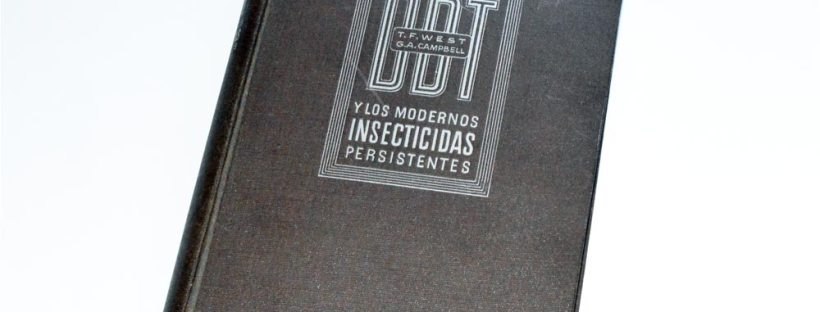 DDT
T.F. WEST
G.A. CAMPBELL
Y LOS MODERNOS
INSECTICIDAS
PERSISTENTES